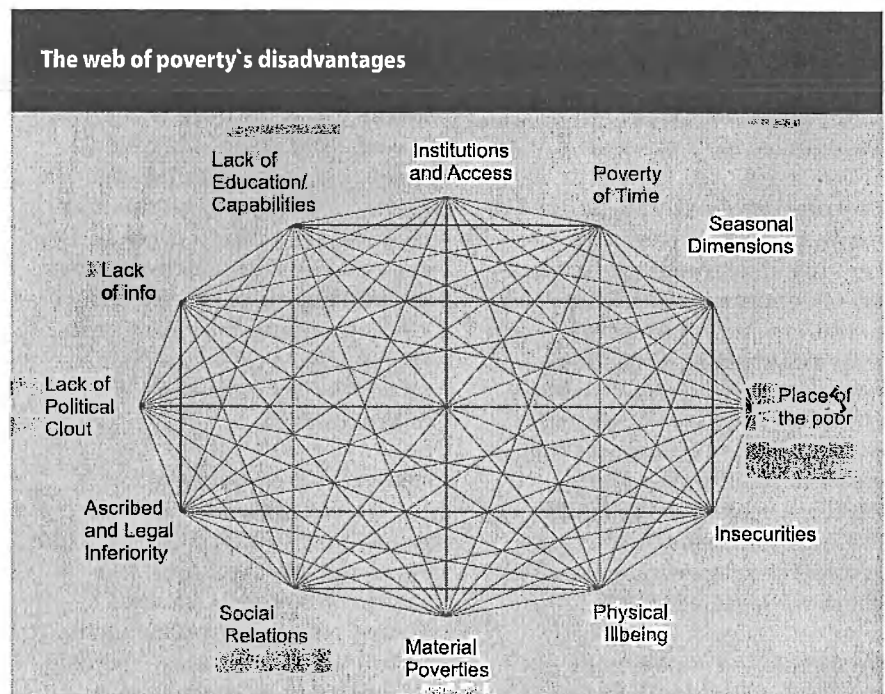 The web of poverty`s disadvantages
Institutions
and Access
Poverty
of Time
Seasonal
Dimensions
Place of
the poor
Insecurities
Physical
Illbeing
Material
Poverties
Social
Relations
Ascribed
and Legal
Inferiority
Lack of
Political
Clout
Lack
of info
Lack of
Education/
Capabilities